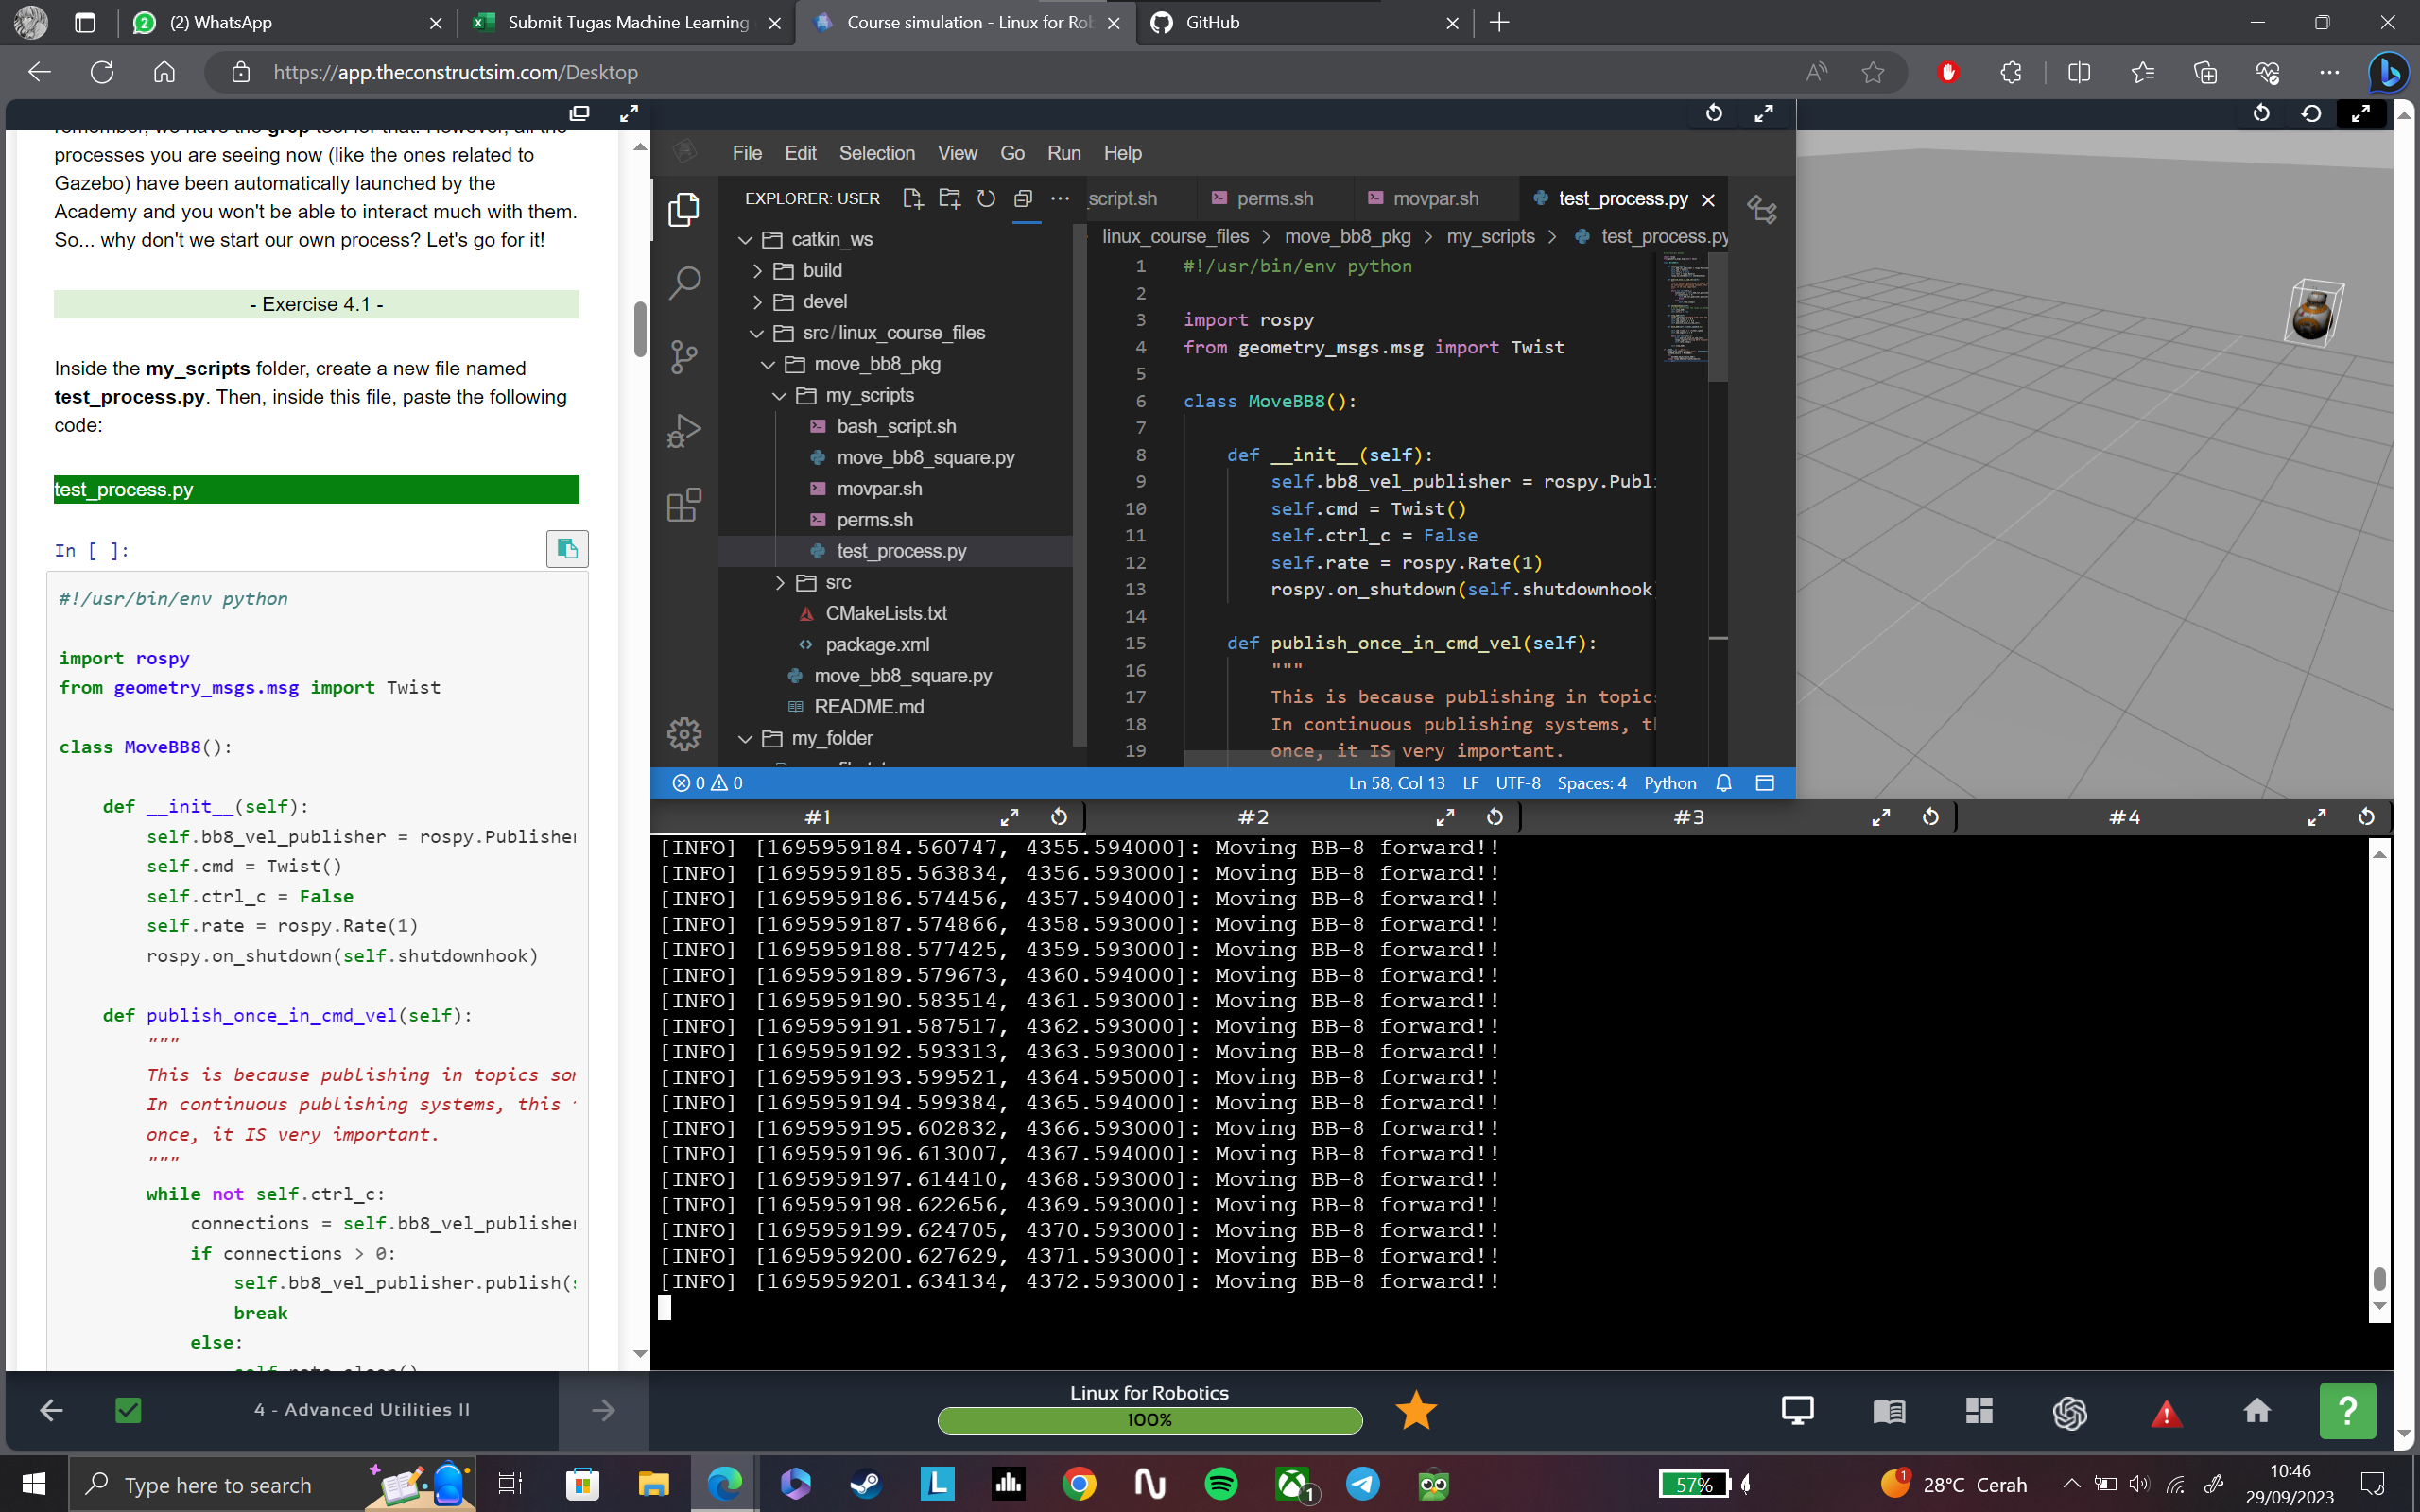 (2) WhatsApp
Submit Tugas Machine Learning
Course simulation - Linux for Rob
GitHub
https://app.theconstructsim.com/Desktop
processes you are seeing now (like the ones related to
Gazebo) have been automatically launched by the
Academy and you won't be able to interact much with them.
So... why don't we start our own process? Let's go for it!
- Exercise 4.1 -
Inside the my_scripts folder, create a new file named
test_process.py. Then, inside this file, paste the following
code:
test_process.py
In [ ]:
#!/usr/bin/env python
import rospy
from geometry_msgs.msg import Twist
class MoveBB8():
def __init__(self):
self.bb8_vel_publisher = rospy.Publisher
self.cmd = Twist()
self.ctrl_c = False
self.rate = rospy.Rate(1)
rospy.on_shutdown(self.shutdownhook)
def publish_once_in_cmd_vel(self):
"""
This is because publishing in topics som
In continuous publishing systems, this
once, it IS very important.
"""
while not self.ctrl_c:
connections = self.bb8_vel_publisher
if connections > 0:
self.bb8_vel_publisher.publish(s
break
else:
File Edit Selection View Go Run Help
EXPLORER: USER
catkin_ws
build
devel
src/linux_course_files
move_bb8_pkg
my_scripts
bash_script.sh
move_bb8_square.py
movpar.sh
perms.sh
test_process.py
src
CMakeLists.txt
package.xml
move_bb8_square.py
README.md
my_folder
_script.sh perms.sh movpar.sh test_process.py
linux_course_files > move_bb8_pkg > my_scripts > test_process.py
1 #!/usr/bin/env python
2
3 import rospy
4 from geometry_msgs.msg import Twist
5
6 class MoveBB8():
7
8 def __init__(self):
9 self.bb8_vel_publisher = rospy.Publi
10 self.cmd = Twist()
11 self.ctrl_c = False
12 self.rate = rospy.Rate(1)
13 rospy.on_shutdown(self.shutdownhook)
14
15 def publish_once_in_cmd_vel(self):
16 """
17 This is because publishing in topics
18 In continuous publishing systems, th
19 once, it IS very important.
0 0
Ln 58, Col 13 LF UTF-8 Spaces: 4 Python
#1 #2 #3 #4
[INFO] [1695959184.560747, 4355.594000]: Moving BB-8 forward!!
[INFO] [1695959185.563834, 4356.593000]: Moving BB-8 forward!!
[INFO] [1695959186.574456, 4357.594000]: Moving BB-8 forward!!
[INFO] [1695959187.574866, 4358.593000]: Moving BB-8 forward!!
[INFO] [1695959188.577425, 4359.593000]: Moving BB-8 forward!!
[INFO] [1695959189.579673, 4360.594000]: Moving BB-8 forward!!
[INFO] [1695959190.583514, 4361.593000]: Moving BB-8 forward!!
[INFO] [1695959191.587517, 4362.593000]: Moving BB-8 forward!!
[INFO] [1695959192.593313, 4363.593000]: Moving BB-8 forward!!
[INFO] [1695959193.599521, 4364.595000]: Moving BB-8 forward!!
[INFO] [1695959194.599384, 4365.594000]: Moving BB-8 forward!!
[INFO] [1695959195.602832, 4366.593000]: Moving BB-8 forward!!
[INFO] [1695959196.613007, 4367.594000]: Moving BB-8 forward!!
[INFO] [1695959197.614410, 4368.593000]: Moving BB-8 forward!!
[INFO] [1695959198.622656, 4369.593000]: Moving BB-8 forward!!
[INFO] [1695959199.624705, 4370.593000]: Moving BB-8 forward!!
[INFO] [1695959200.627629, 4371.593000]: Moving BB-8 forward!!
[INFO] [1695959201.634134, 4372.593000]: Moving BB-8 forward!!
4 - Advanced Utilities II
Linux for Robotics
100%
?
Type here to search
57%
28°C Cerah
10:46
29/09/2023